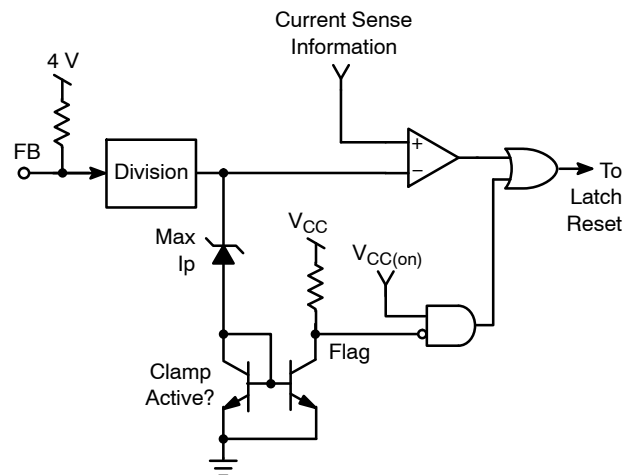 Current Sense
Information
4 V
FB
Division
+
−
To
Latch
Reset
Max
Ip
VCC
VCC(on)
Flag
Clamp
Active?